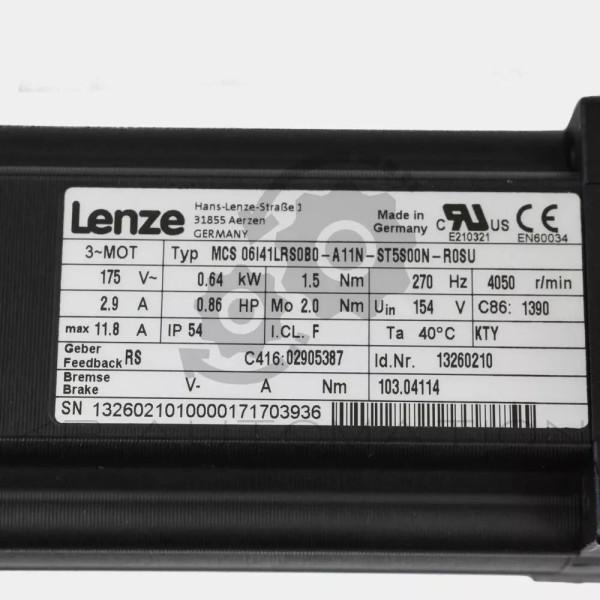 Lenze
Hans-Lenze-Straße 1
31855 Aerzen
GERMANY
Made in
Germany
c RU US CE
E210321 EN60034
3~MOT Typ MCS 06I41LRS0B0-A11N-ST5S00N-R0SU
175 V~ 0.64 kW 1.5 Nm 270 Hz 4050 r/min
2.9 A 0.86 HP Mo 2.0 Nm Uin 154 V C86: 1390
max 11.8 A IP 54 I.CL. F Ta 40°C KTY
Geber
Feedback RS C416:02905387 Id.Nr. 13260210
Bremse
Brake V- A Nm 103.04114
SN 1326021010000171703936